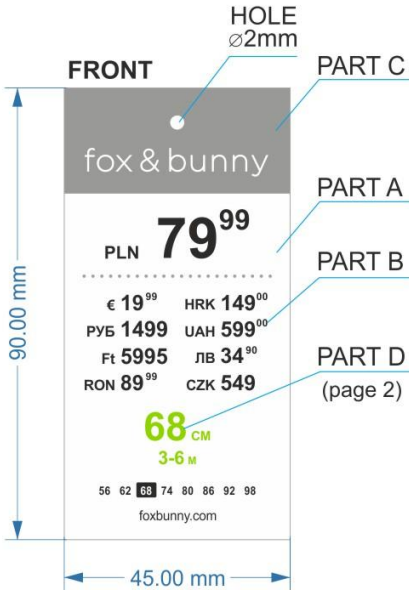 HOLE
⌀2mm
FRONT
PART C
fox & bunny
PART A
PLN 79⁹⁹
PART B
€ 19⁹⁹ HRK 149⁰⁰
РУБ 1499 UAH 599⁰⁰
Ft 5995 ЛВ 34⁹⁰
RON 89⁹⁹ CZK 549
PART D
(page 2)
68 CM
3-6 M
56 62 68 74 80 86 92 98
foxbunny.com
90.00 mm
45.00 mm